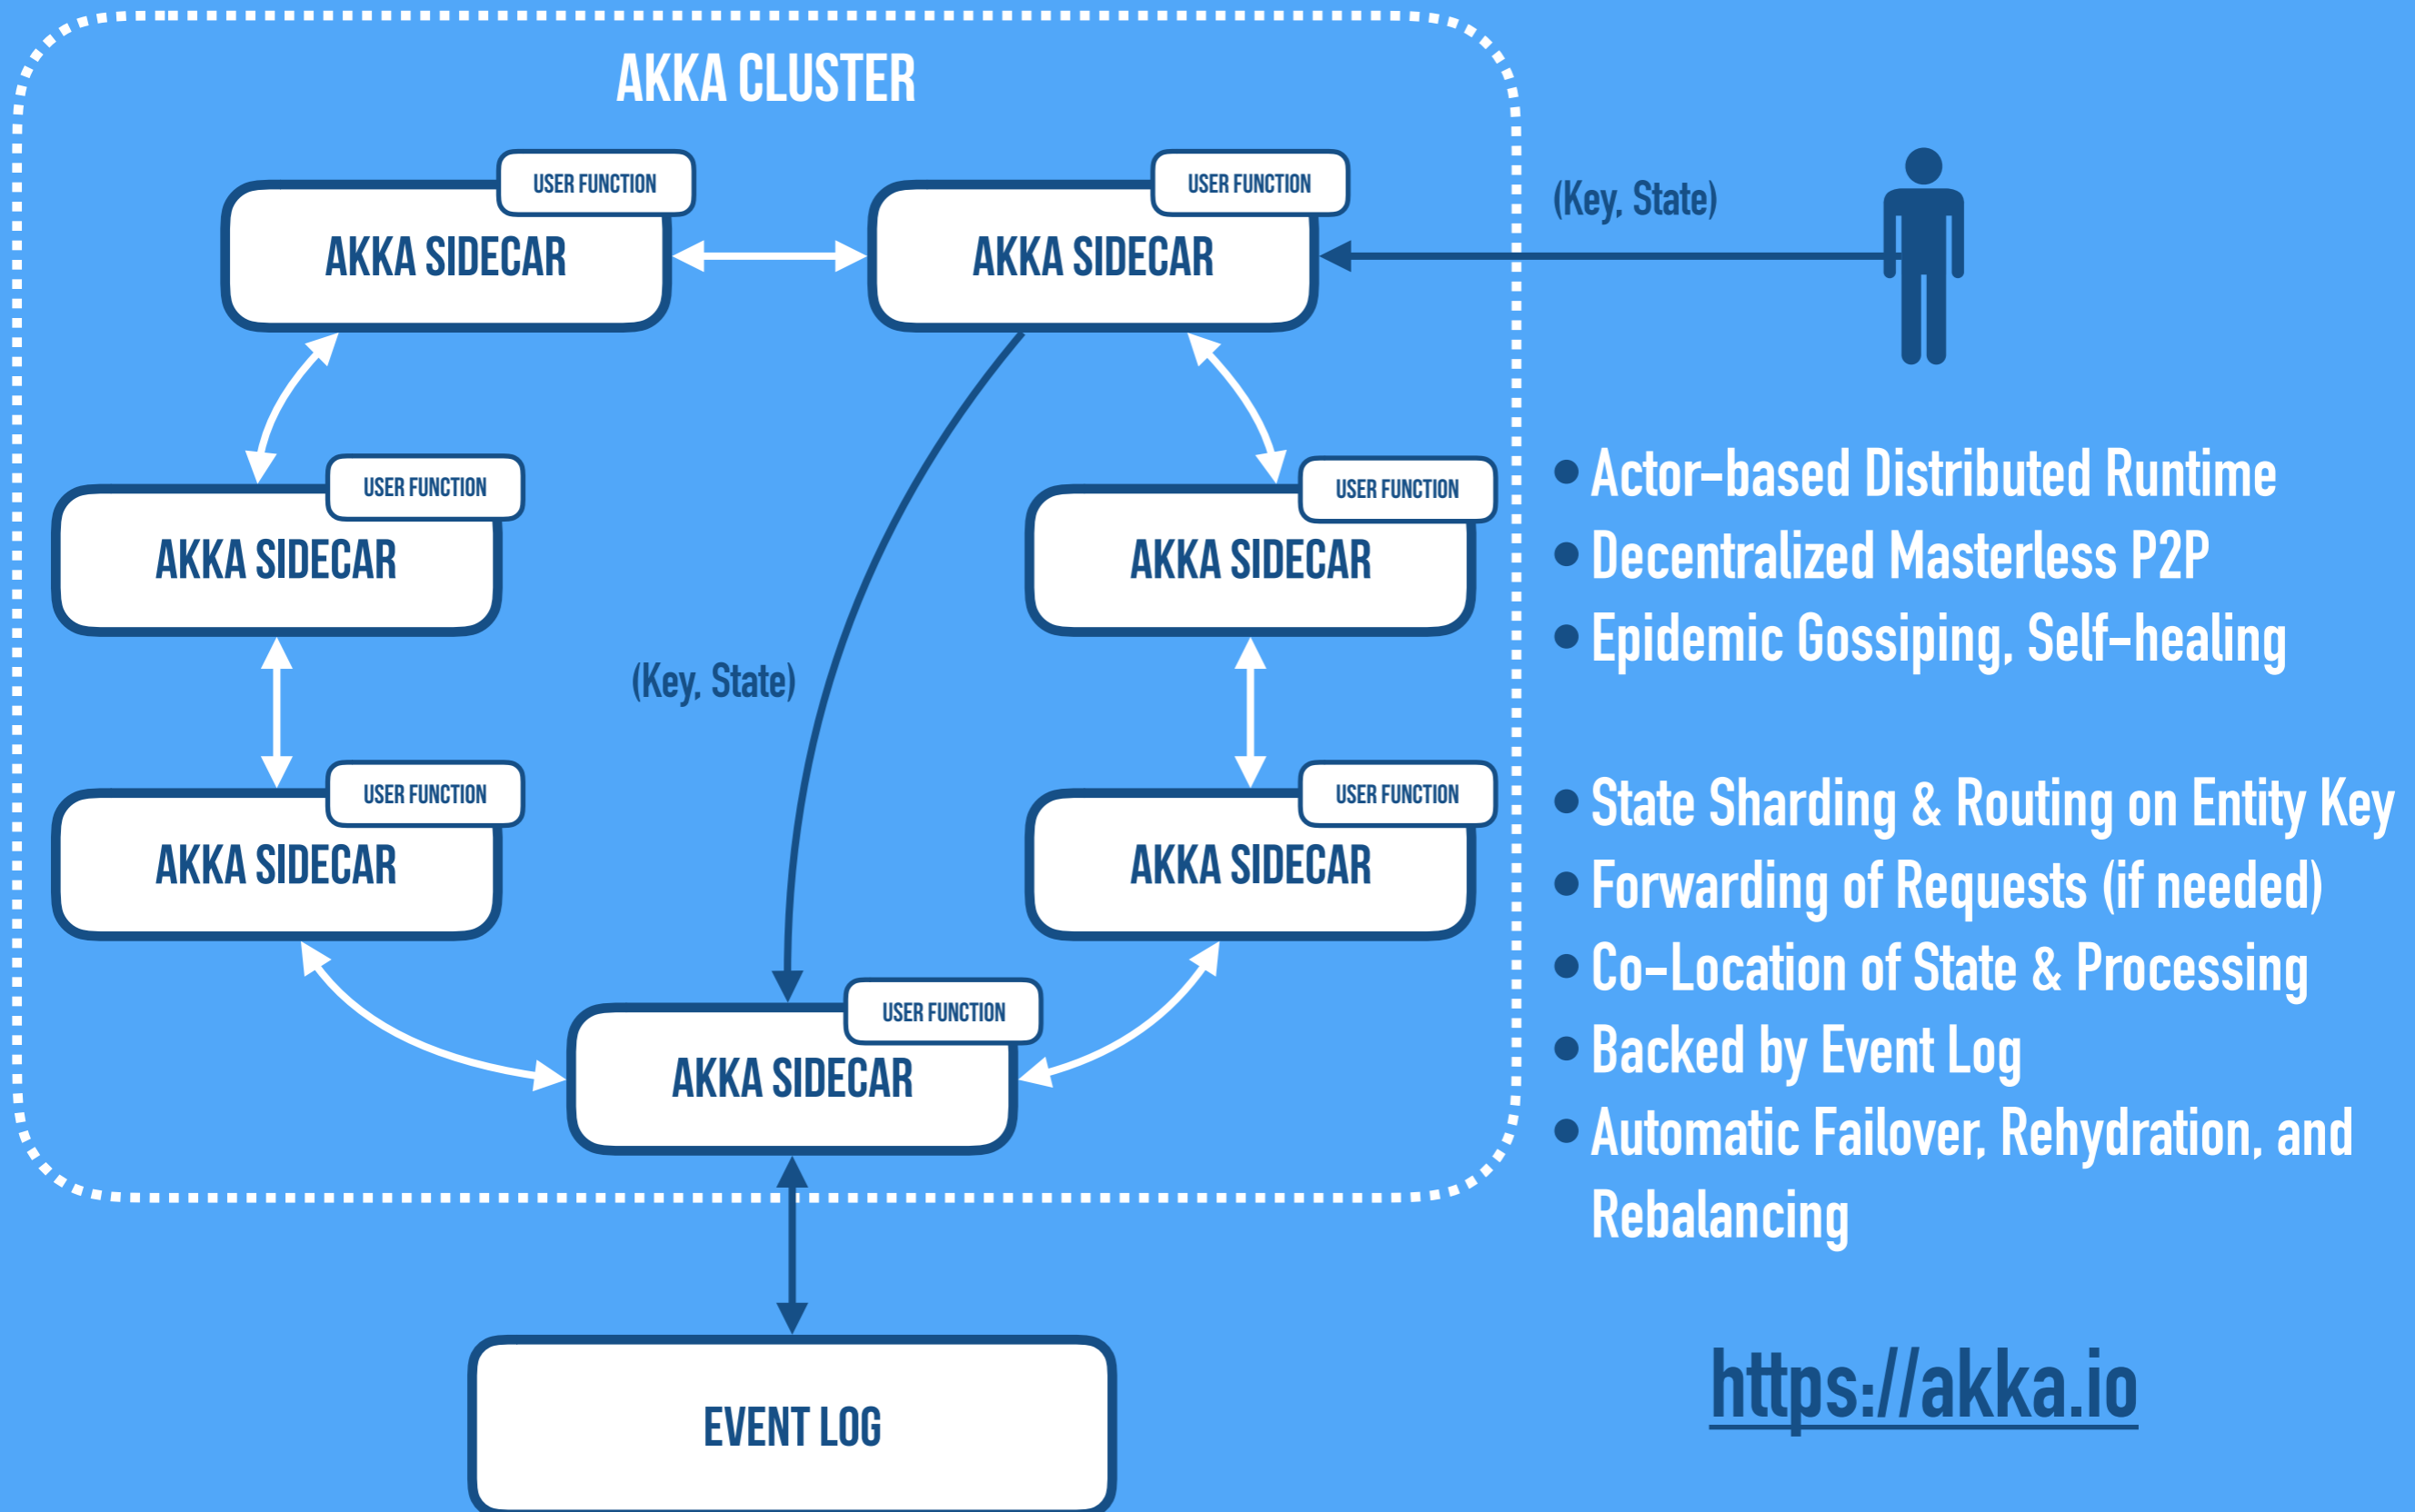 AKKA CLUSTER
USER FUNCTION
AKKA SIDECAR
USER FUNCTION
AKKA SIDECAR
(Key, State)
USER FUNCTION
AKKA SIDECAR
USER FUNCTION
AKKA SIDECAR
(Key, State)
USER FUNCTION
AKKA SIDECAR
USER FUNCTION
AKKA SIDECAR
USER FUNCTION
AKKA SIDECAR
EVENT LOG
• Actor-based Distributed Runtime
• Decentralized Masterless P2P
• Epidemic Gossiping, Self-healing
• State Sharding & Routing on Entity Key
• Forwarding of Requests (if needed)
• Co-Location of State & Processing
• Backed by Event Log
• Automatic Failover, Rehydration, and
Rebalancing
https://akka.io